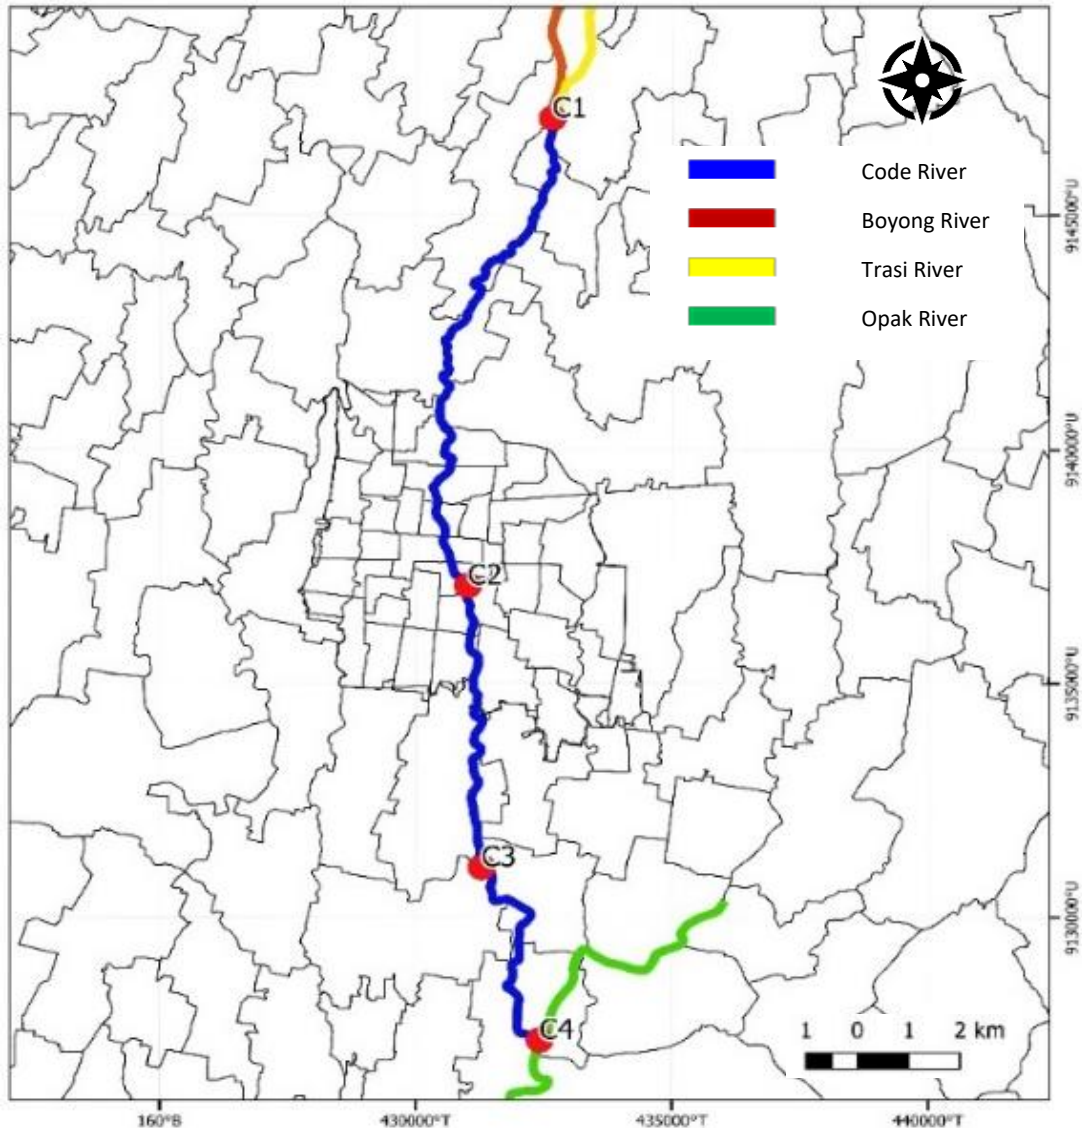 C1
Code River
Boyong River
Trasi River
Opak River
9145000°U
9140000°U
C2
9135000°U
C3
9130000°U
C4
1 0 1 2 km
160°B
430000°T
435000°T
440000°T